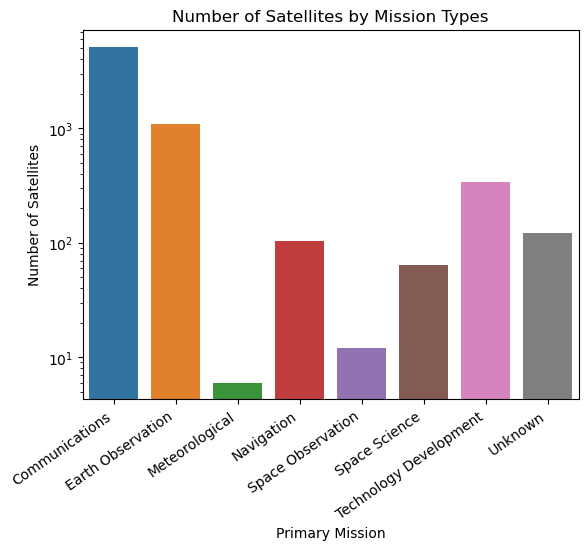 Number of Satellites by Mission Types
Number of Satellites
10³
10²
10¹
Communications
Earth Observation
Meteorological
Navigation
Space Observation
Space Science
Technology Development
Unknown
Primary Mission